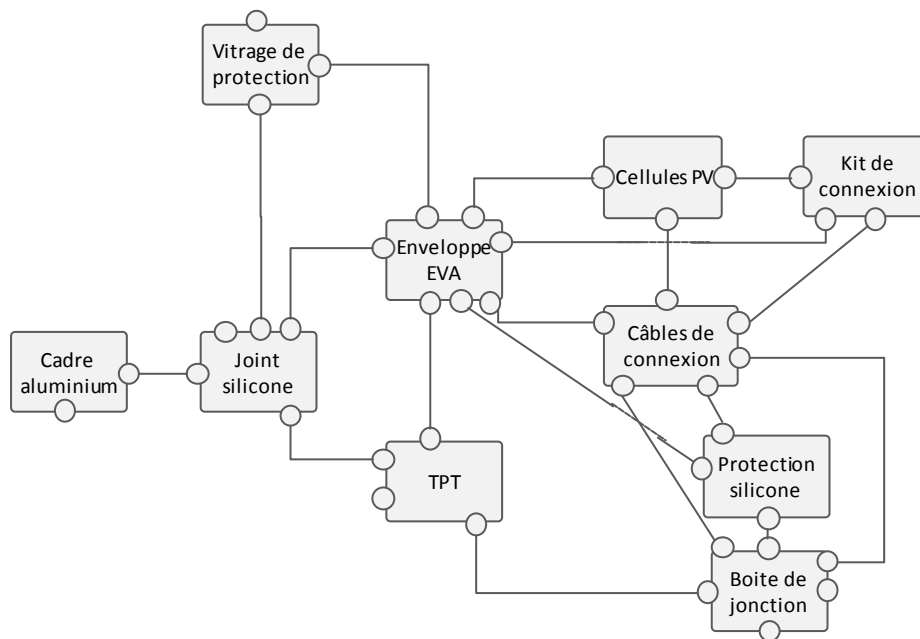 Vitrage de
protection
Cellules PV
Kit de
connexion
Enveloppe
EVA
Cadre
aluminium
Joint
silicone
Câbles de
connexion
TPT
Protection
silicone
Boite de
jonction